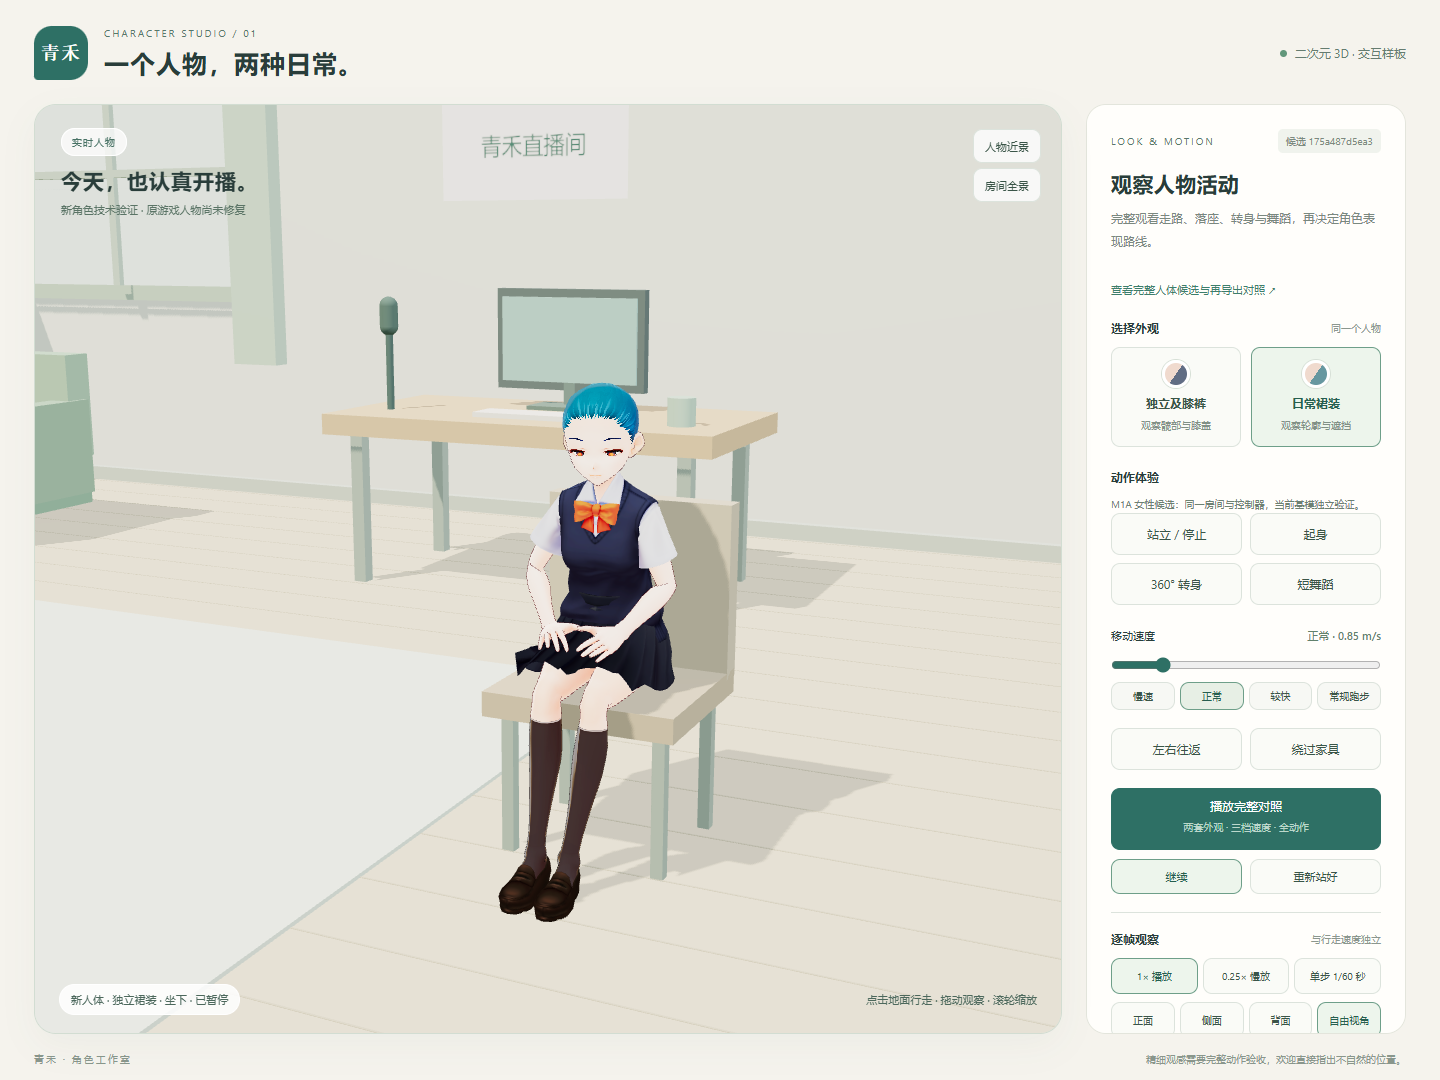 青禾
CHARACTER STUDIO / 01
一个人物，两种日常。
二次元 3D · 交互样板
实时人物
今天，也认真开播。
新角色技术验证 · 原游戏人物尚未修复
青禾直播间
人物近景
房间全景
新人体 · 独立裙装 · 坐下 · 已暂停
点击地面行走 · 拖动观察 · 滚轮缩放
LOOK & MOTION
候选 175a487d5ea3
观察人物活动
完整观看走路、落座、转身与舞蹈，再决定角色表
现路线。
查看完整人体候选与再导出对照 ↗
选择外观
同一个人物
独立及膝裤
观察髋部与膝盖
日常裙装
观察轮廓与遮挡
动作体验
M1A 女性候选：同一房间与控制器，当前基模独立验证。
站立 / 停止
起身
360° 转身
短舞蹈
移动速度
正常 · 0.85 m/s
慢速
正常
较快
常规跑步
左右往返
绕过家具
播放完整对照
两套外观 · 三档速度 · 全动作
继续
重新站好
逐帧观察
与行走速度独立
1× 播放
0.25× 慢放
单步 1/60 秒
正面
侧面
背面
自由视角
青禾 · 角色工作室
精细观感需要完整动作验收，欢迎直接指出不自然的位置。